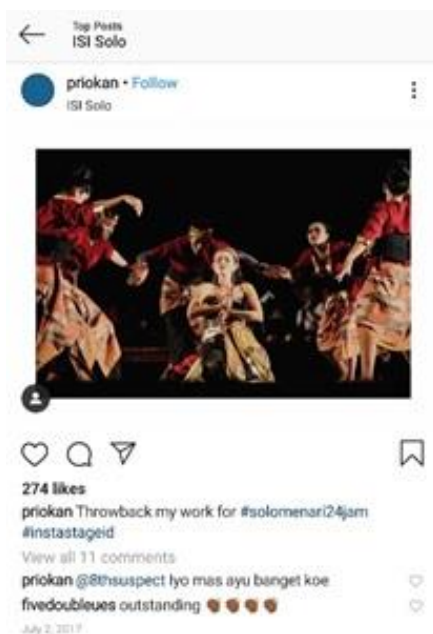 Top Posts
ISI Solo
priokan • Follow
ISI Solo
274 likes
priokan Throwback my work for #solomenari24jam
#instastageid
View all 11 comments
priokan @8thsuspect Iyo mas ayu banget koe
fivedoubleues outstanding 👏🏾👏🏾👏🏾👏🏾
July 2, 2017